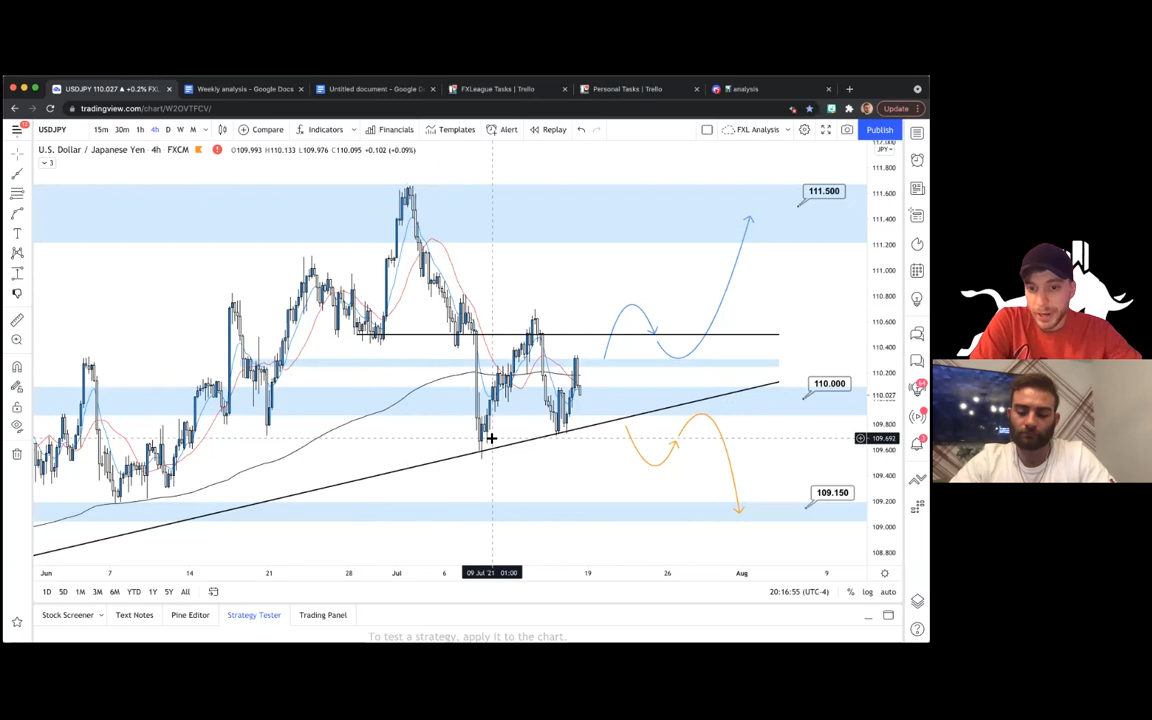 USDJPY 110.027 ▲ +0.2% FXL
Weekly analysis - Google Docs
Untitled document - Google D
FXLeague Tasks | Trello
Personal Tasks | Trello
analysis
tradingview.com/chart/W2OVTFCV/
Update
USDJPY 15m 30m 1h 4h D W M Compare Indicators Financials Templates Alert Replay FXL Analysis Publish
U.S. Dollar / Japanese Yen · 4h · FXCM O109.993 H110.133 L109.976 C110.095 +0.102 (+0.09%)
3
JPY
111.800
111.600
111.500
111.400
111.200
111.000
110.800
110.600
110.400
110.200
110.000
110.027
109.800
109.692
109.600
109.400
109.150
109.200
109.000
108.800
Jun 7 14 21 28 Jul 6 09 Jul '21 01:00 19 26 Aug 9
1D 5D 1M 3M 6M YTD 1Y 5Y All 20:16:55 (UTC-4) % log auto
Stock Screener Text Notes Pine Editor Strategy Tester Trading Panel
To test a strategy, apply it to the chart.